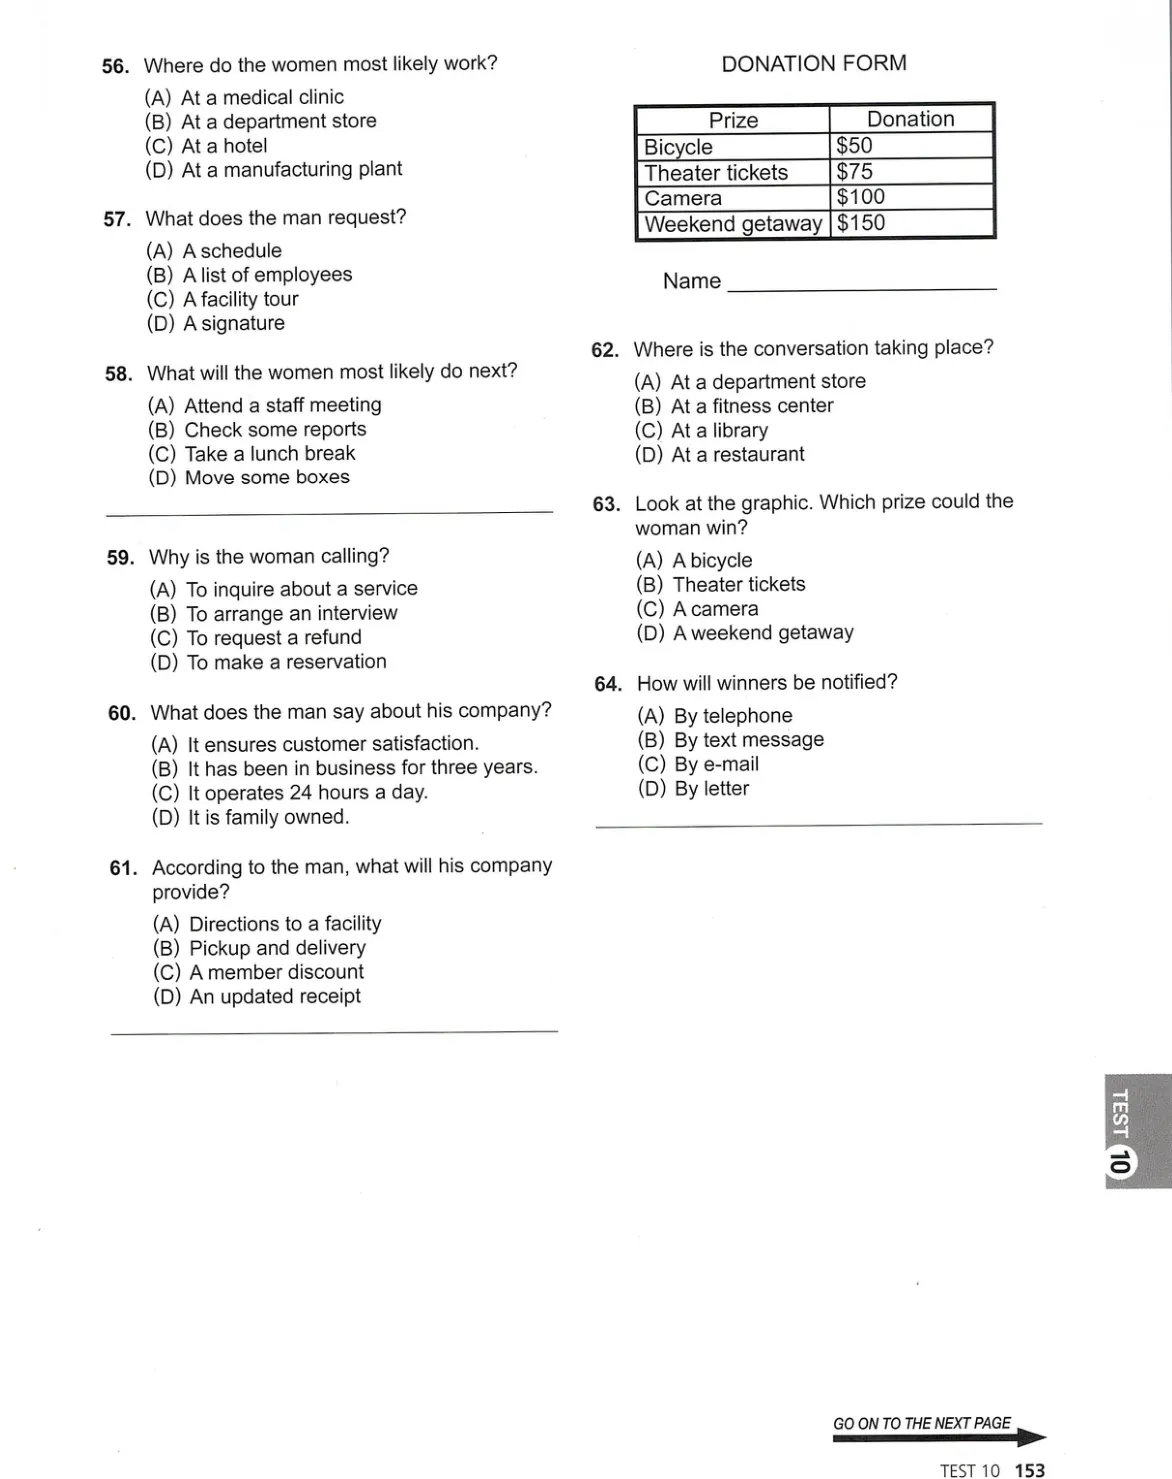 56. Where do the women most likely work?
(A) At a medical clinic
(B) At a department store
(C) At a hotel
(D) At a manufacturing plant
57. What does the man request?
(A) A schedule
(B) A list of employees
(C) A facility tour
(D) A signature
58. What will the women most likely do next?
(A) Attend a staff meeting
(B) Check some reports
(C) Take a lunch break
(D) Move some boxes
59. Why is the woman calling?
(A) To inquire about a service
(B) To arrange an interview
(C) To request a refund
(D) To make a reservation
60. What does the man say about his company?
(A) It ensures customer satisfaction.
(B) It has been in business for three years.
(C) It operates 24 hours a day.
(D) It is family owned.
61. According to the man, what will his company
provide?
(A) Directions to a facility
(B) Pickup and delivery
(C) A member discount
(D) An updated receipt
DONATION FORM
Prize Donation
Bicycle $50
Theater tickets $75
Camera $100
Weekend getaway $150
Name
62. Where is the conversation taking place?
(A) At a department store
(B) At a fitness center
(C) At a library
(D) At a restaurant
63. Look at the graphic. Which prize could the
woman win?
(A) A bicycle
(B) Theater tickets
(C) A camera
(D) A weekend getaway
64. How will winners be notified?
(A) By telephone
(B) By text message
(C) By e-mail
(D) By letter
TEST 10
GO ON TO THE NEXT PAGE
TEST 10 153